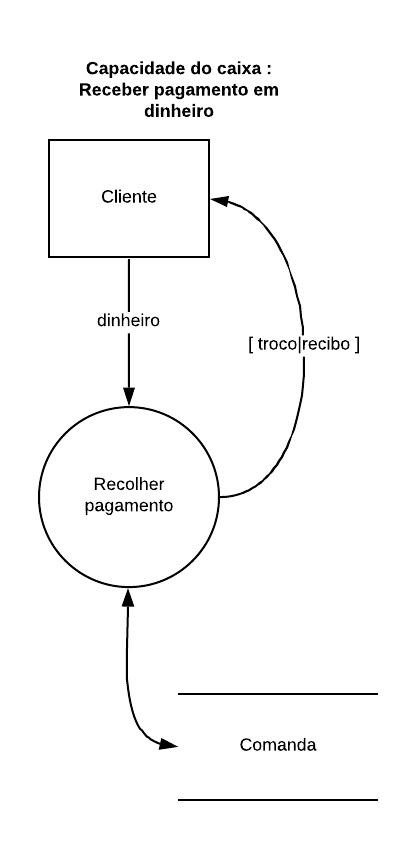 Capacidade do caixa :
Receber pagamento em
dinheiro
Cliente
dinheiro
[ troco|recibo ]
Recolher
pagamento
Comanda